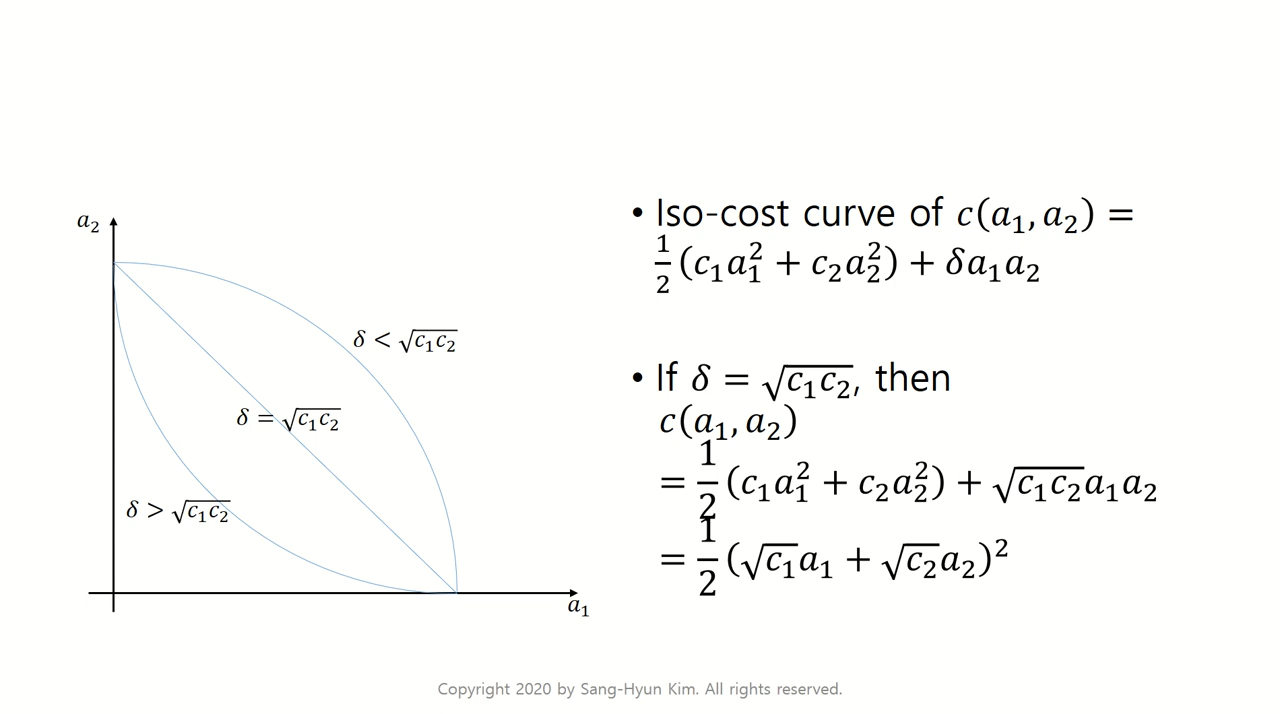 a₂
δ < √c₁c₂
δ = √c₁c₂
δ > √c₁c₂
a₁
• Iso-cost curve of c(a₁, a₂) =
½(c₁a₁² + c₂a₂²) + δa₁a₂
• If δ = √c₁c₂, then
c(a₁, a₂)
= ½(c₁a₁² + c₂a₂²) + √c₁c₂a₁a₂
= ½(√c₁a₁ + √c₂a₂)²
Copyright 2020 by Sang-Hyun Kim. All rights reserved.